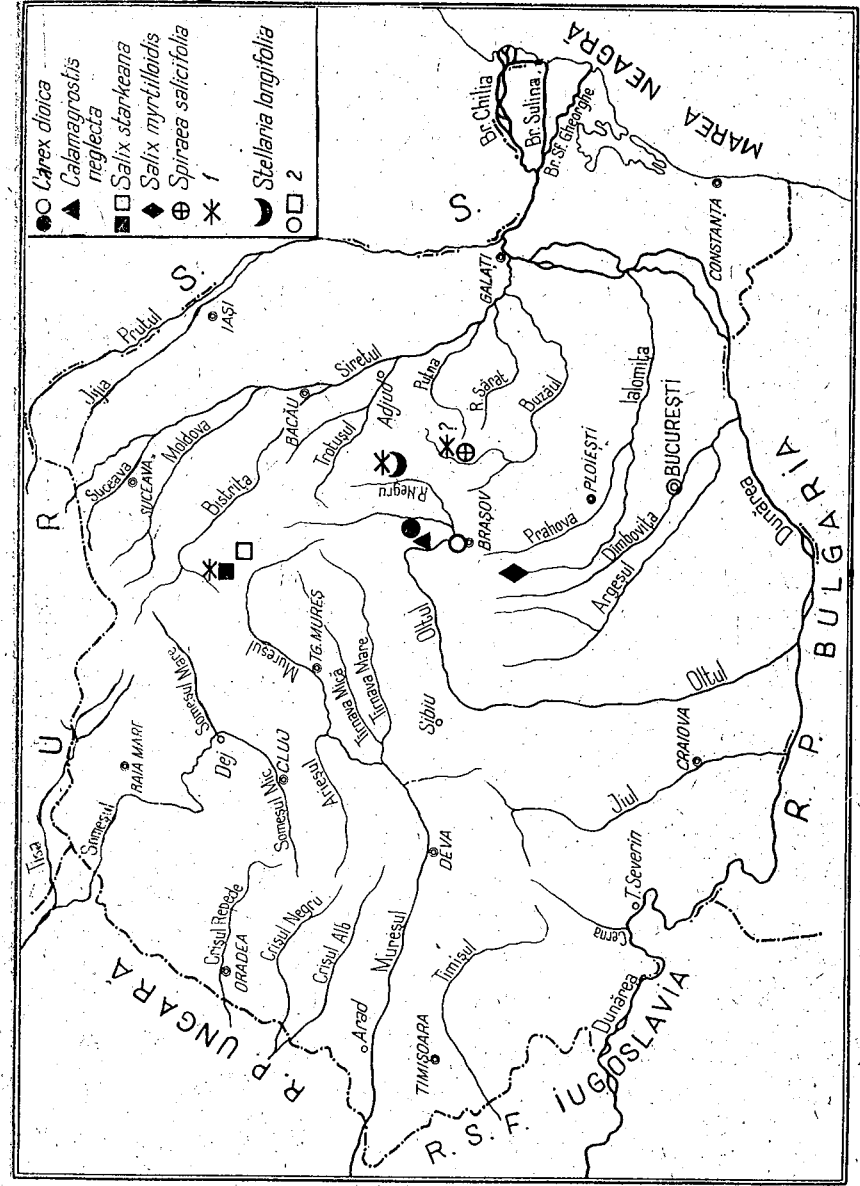 Carex dioica
Calamagrostis
neglecta
Salix starkeana
Salix myrtilloidis
Spiraea salicifolia
1
Stellaria longifolia
2
U R S. S.
R. P. UNGARĂ
R. S. F. IUGOSLAVIA
R. P. BULGARIA
MAREA NEAGRĂ
Tisa
Someșul
BAIA MARE
Someșul Mare
Dej
Someșul Mic
CLUJ
Crișul Repede
ORADEA
Crișul Negru
Crișul Alb
Arieșul
Mureșul
TG. MUREȘ
Tîrnava Mică
Tîrnava Mare
Mureșul
Arad
DEVA
TIMIȘOARA
Timișul
Sibiu
Oltul
Cerna
T. Severin
Dunărea
Jiul
CRAIOVA
Oltul
Suceava
SUCEAVA
Moldova
Bistrița
Jijia
Prutul
IAȘI
BACĂU
Siretul
Trotușul
Adjud
R. Negru
?
Putna
R. Sărat
Buzăul
GALAȚI
BRAȘOV
Prahova
PLOIEȘTI
Ialomița
Dîmbovița
BUCUREȘTI
Argeșul
Dunărea
CONSTANȚA
Br. Chilia
Br. Sulina
Br. Sf. Gheorghe